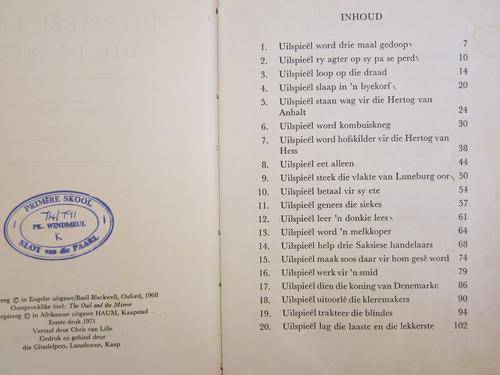 PRIMÊRE SKOOL
74/791
PK. WINDMEUL
K
SLOT van die PAARL
in Engelse uitgawe/Basil Blackwell, Oxford, 1960
Oorspronklike titel: The Owl and the Mirror
in Afrikaanse uitgawe HAUM, Kaapstad
Eerste druk 1971
Vertaal deur Chris van Lille
Gedruk en gebind deur
die Citadelpers, Lansdowne, Kaap
INHOUD
1. Uilspieël word drie maal gedoop 7
2. Uilspieël ry agter op sy pa se perd 10
3. Uilspieël loop op die draad 14
4. Uilspieël slaap in 'n byekorf 20
5. Uilspieël staan wag vir die Hertog van
Anhalt 24
6. Uilspieël word kombuiskneg 30
7. Uilspieël word hofskilder vir die Hertog van
Hess 38
8. Uilspieël eet alleen 44
9. Uilspieël steek die vlakte van Luneburg oor 50
10. Uilspieël betaal vir sy ete 54
11. Uilspieël genees die siekes 57
12. Uilspieël leer 'n donkie lees 61
13. Uilspieël word 'n melkkoper 64
14. Uilspieël help drie Saksiese handelaars 68
15. Uilspieël maak soos daar vir hom gesê word 74
16. Uilspieël werk vir 'n smid 79
17. Uilspieël dien die koning van Denemarke 86
18. Uilspieël uitoorlê die kleremakers 90
19. Uilspieël trakteer die blindes 94
20. Uilspieël lag die laaste en die lekkerste 102